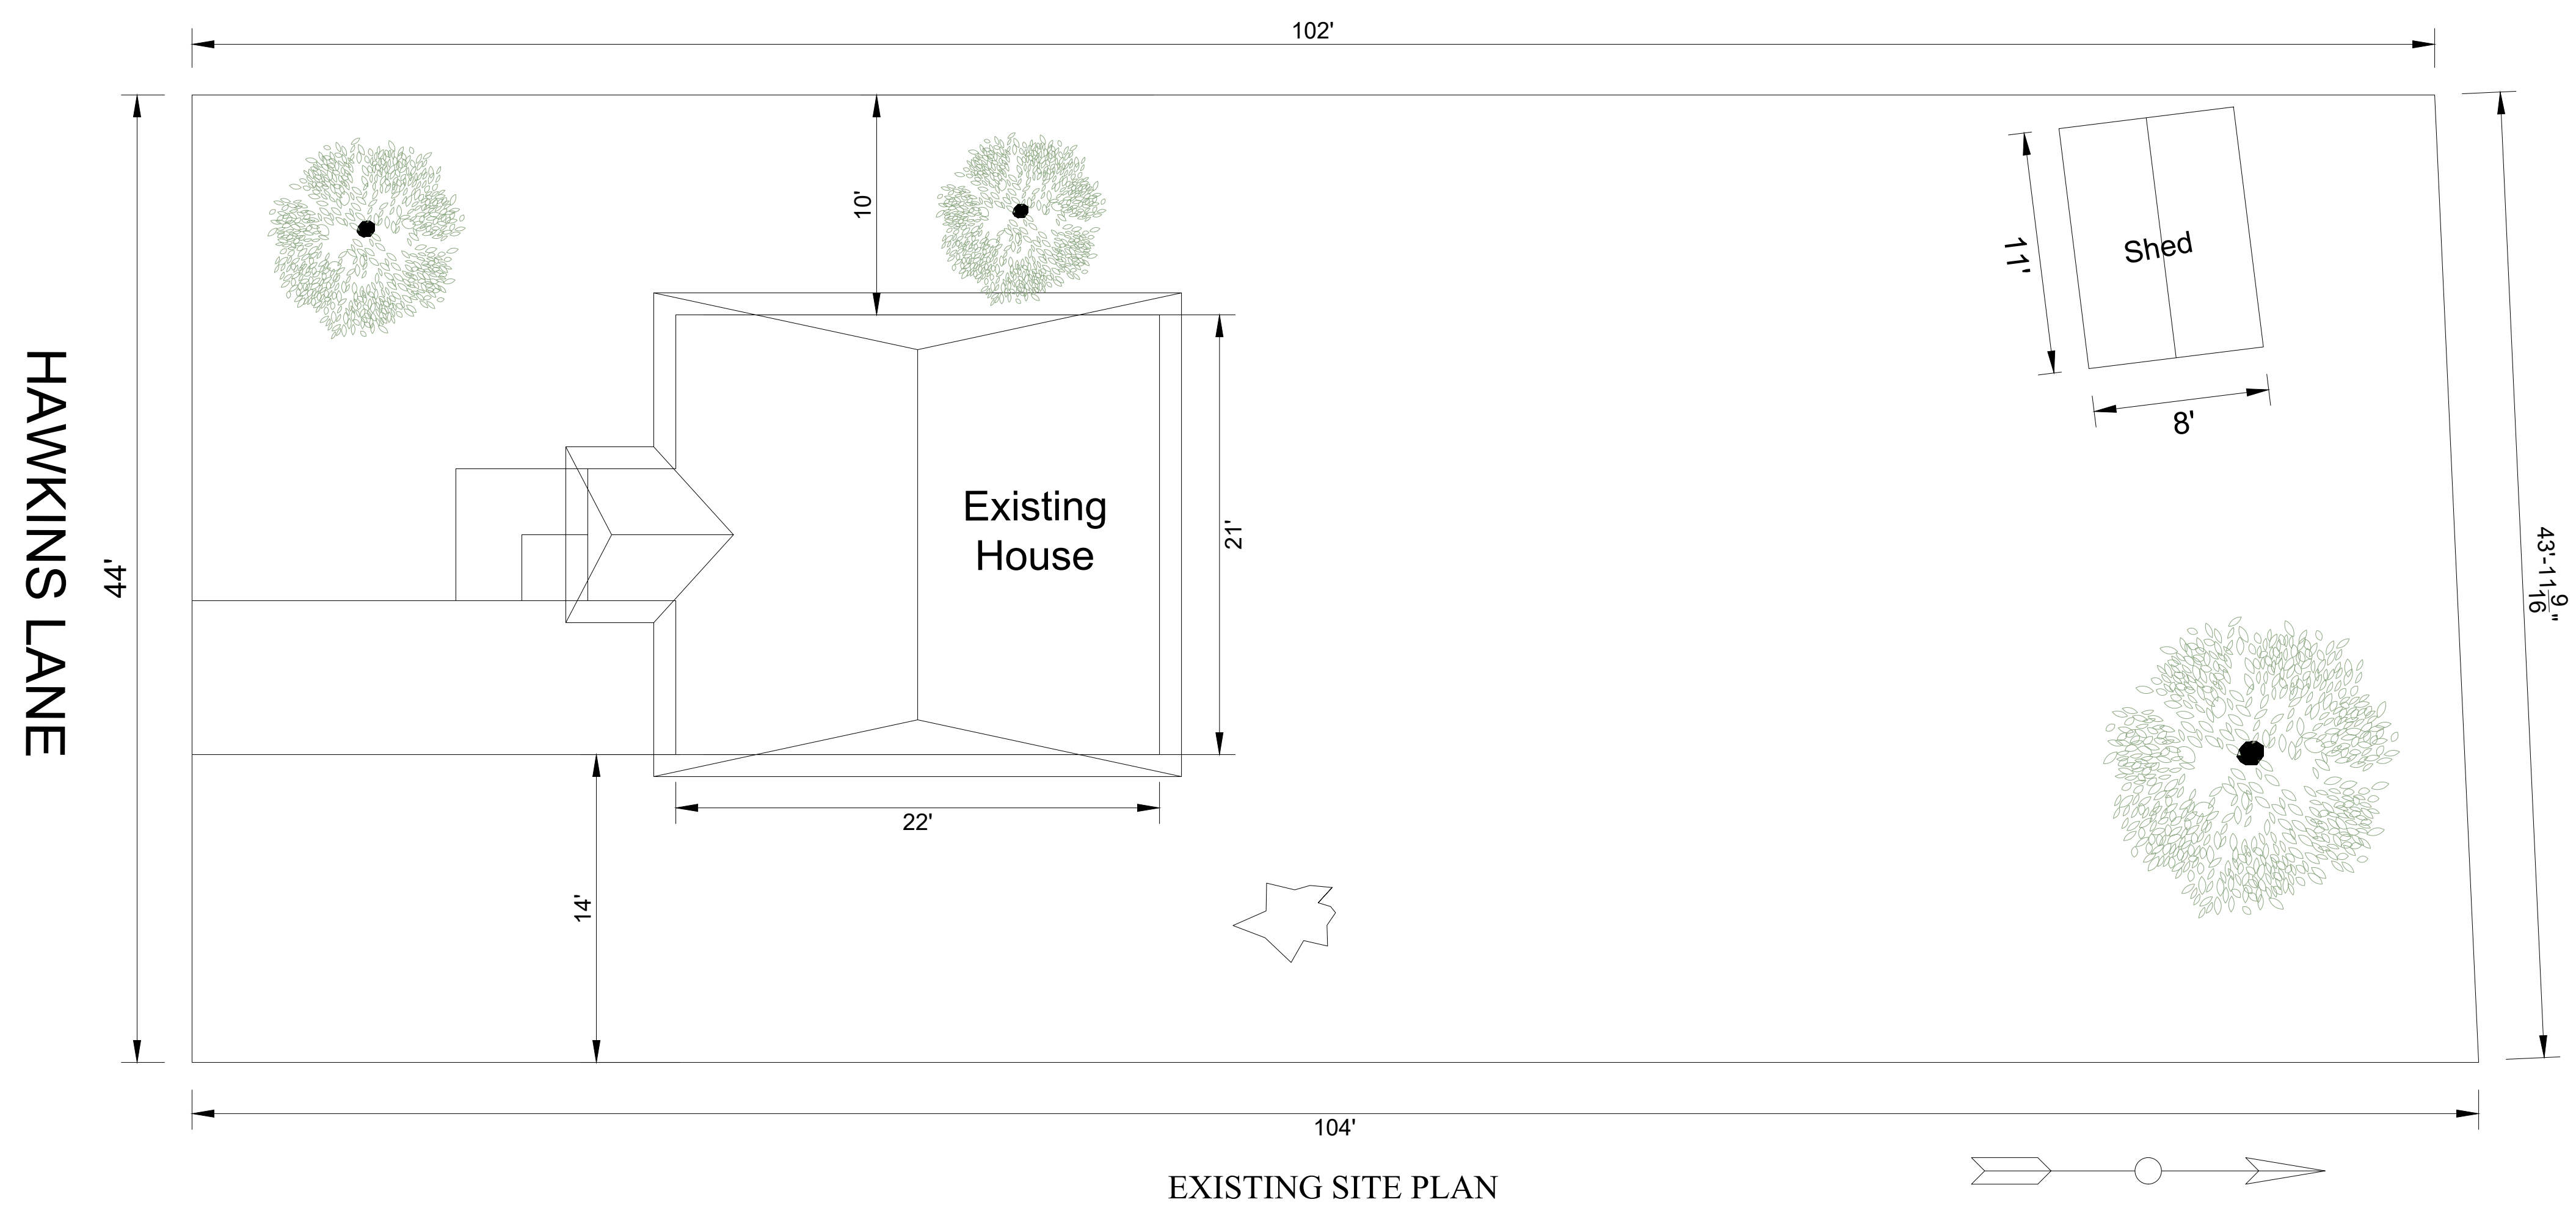 102'
HAWKINS LANE
44'
10'
11'
Shed
8'
Existing
House
21'
43'-11 9/16"
22'
14'
104'
EXISTING SITE PLAN